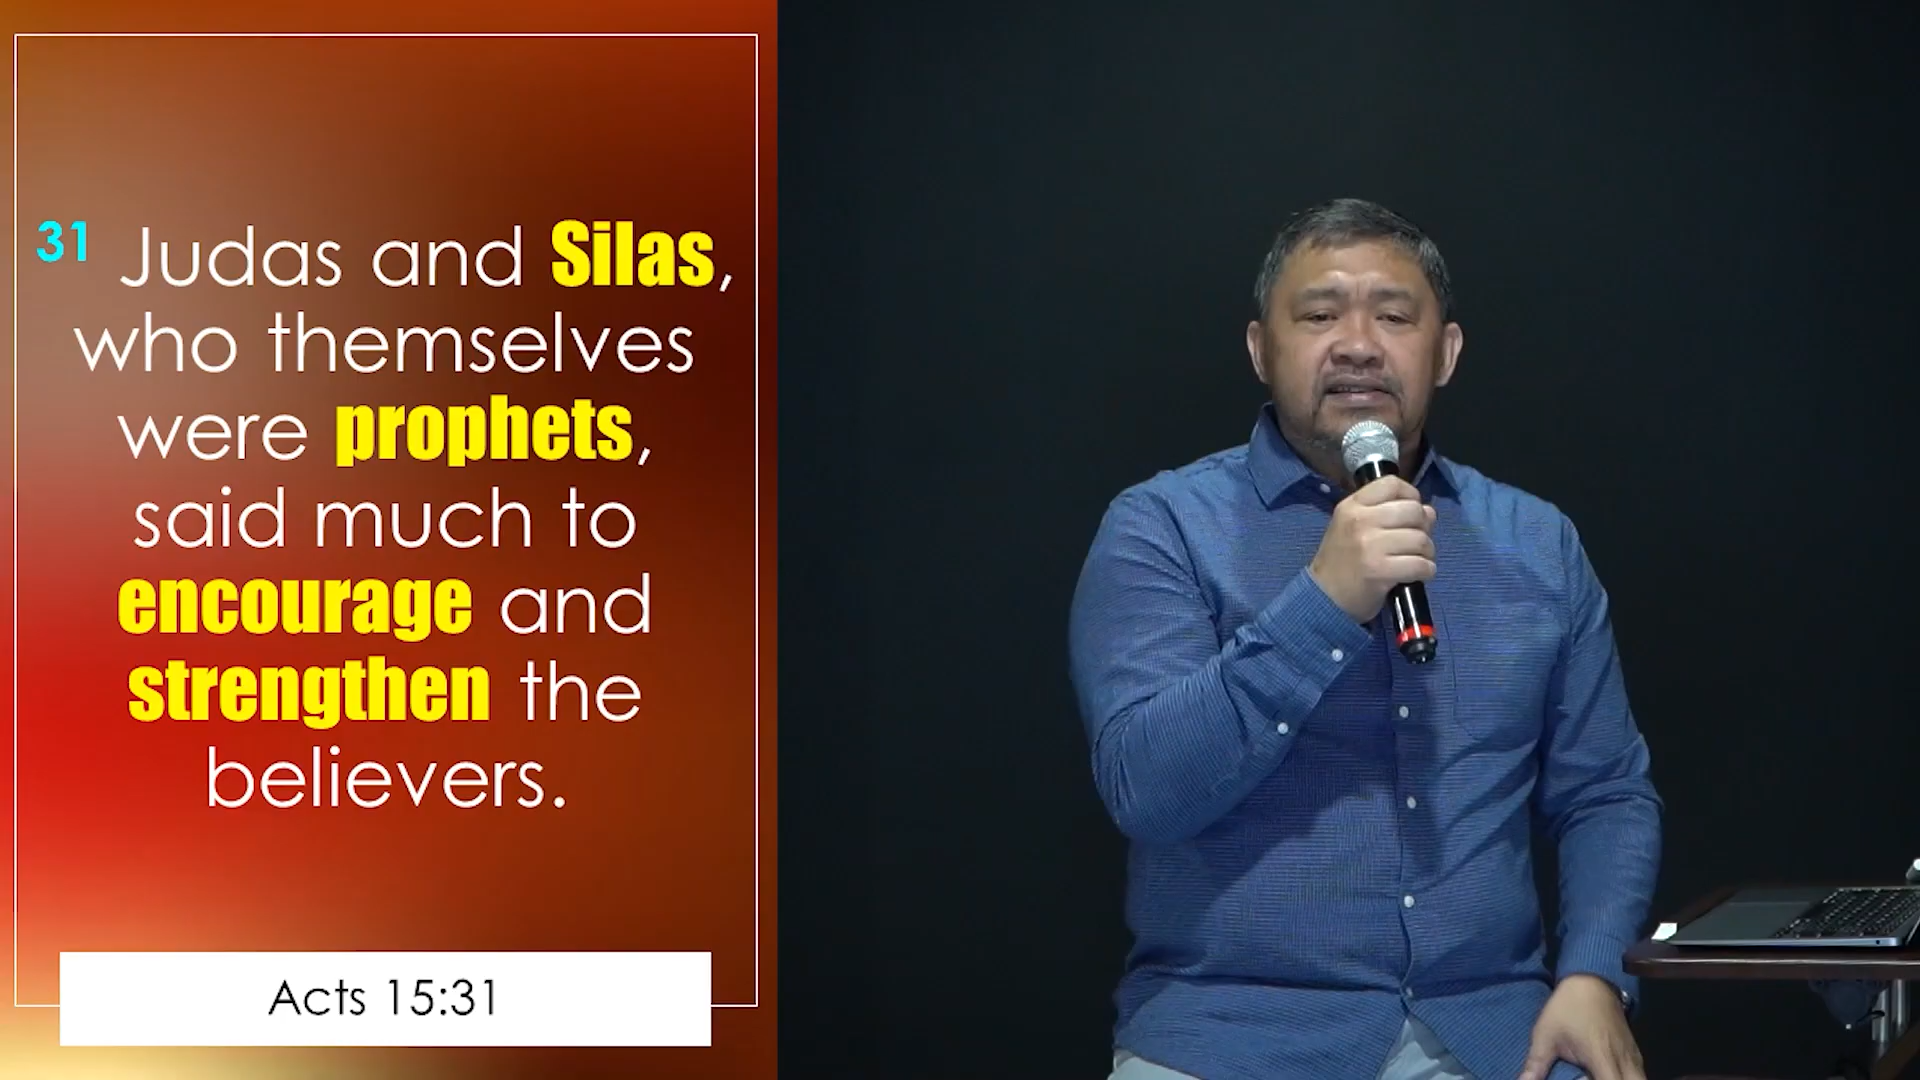 31 Judas and Silas,
who themselves
were prophets,
said much to
encourage and
strengthen the
believers.
Acts 15:31